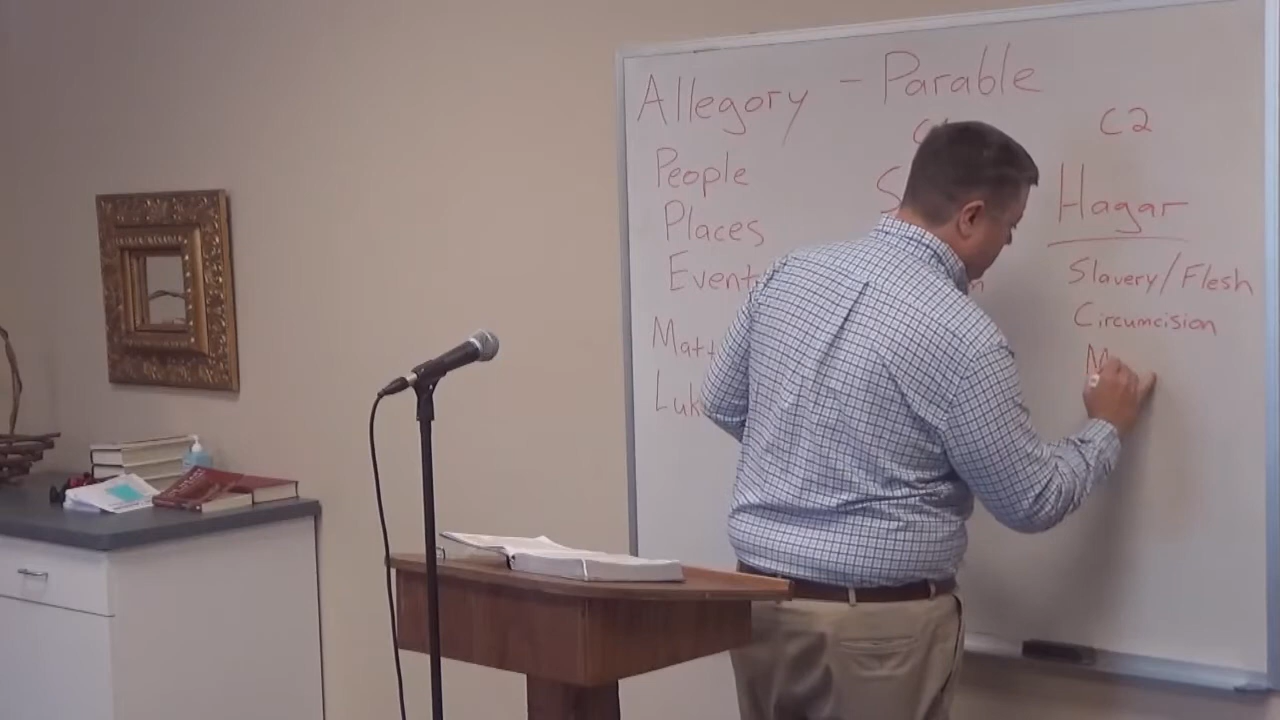 Allegory - Parable
C2
People
Hagar
Places
Slavery/Flesh
Circumcision